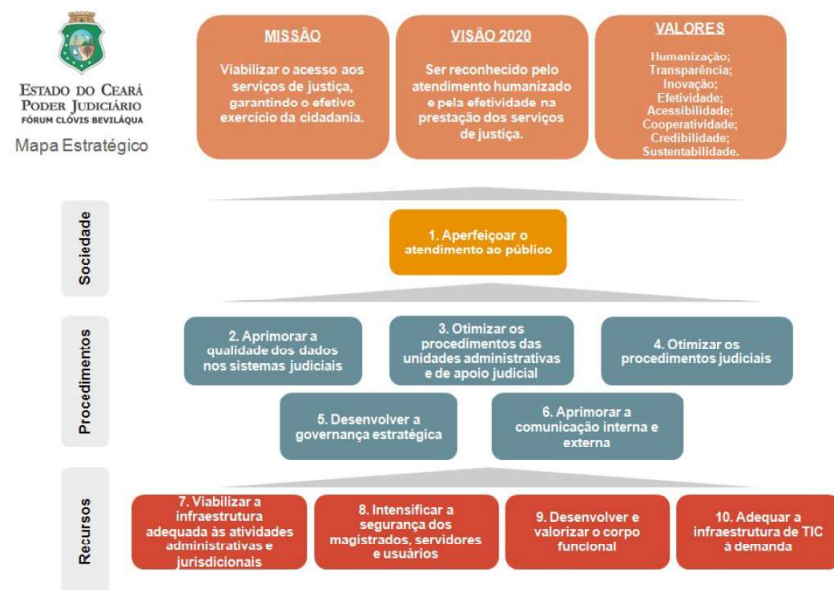 ESTADO DO CEARÁ
PODER JUDICIÁRIO
FÓRUM CLÓVIS BEVILÁQUA
Mapa Estratégico
MISSÃO
Viabilizar o acesso aos
serviços de justiça,
garantindo o efetivo
exercício da cidadania.
VISÃO 2020
Ser reconhecido pelo
atendimento humanizado
e pela efetividade na
prestação dos serviços
de justiça.
VALORES
Humanização;
Transparência;
Inovação;
Efetividade;
Acessibilidade;
Cooperatividade;
Credibilidade;
Sustentabilidade.
Sociedade
1. Aperfeiçoar o
atendimento ao público
Procedimentos
2. Aprimorar a
qualidade dos dados
nos sistemas judiciais
3. Otimizar os
procedimentos das
unidades administrativas
e de apoio judicial
4. Otimizar os
procedimentos judiciais
5. Desenvolver a
governança estratégica
6. Aprimorar a
comunicação interna e
externa
Recursos
7. Viabilizar a
infraestrutura
adequada às atividades
administrativas e
jurisdicionais
8. Intensificar a
segurança dos
magistrados, servidores
e usuários
9. Desenvolver e
valorizar o corpo
funcional
10. Adequar a
infraestrutura de TIC
à demanda